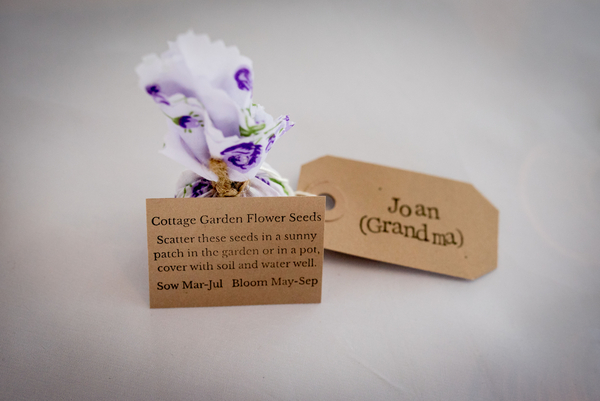 Cottage Garden Flower Seeds
Scatter these seeds in a sunny
patch in the garden or in a pot,
cover with soil and water well.
Sow Mar-Jul Bloom May-Sep
Joan
(Grandma)